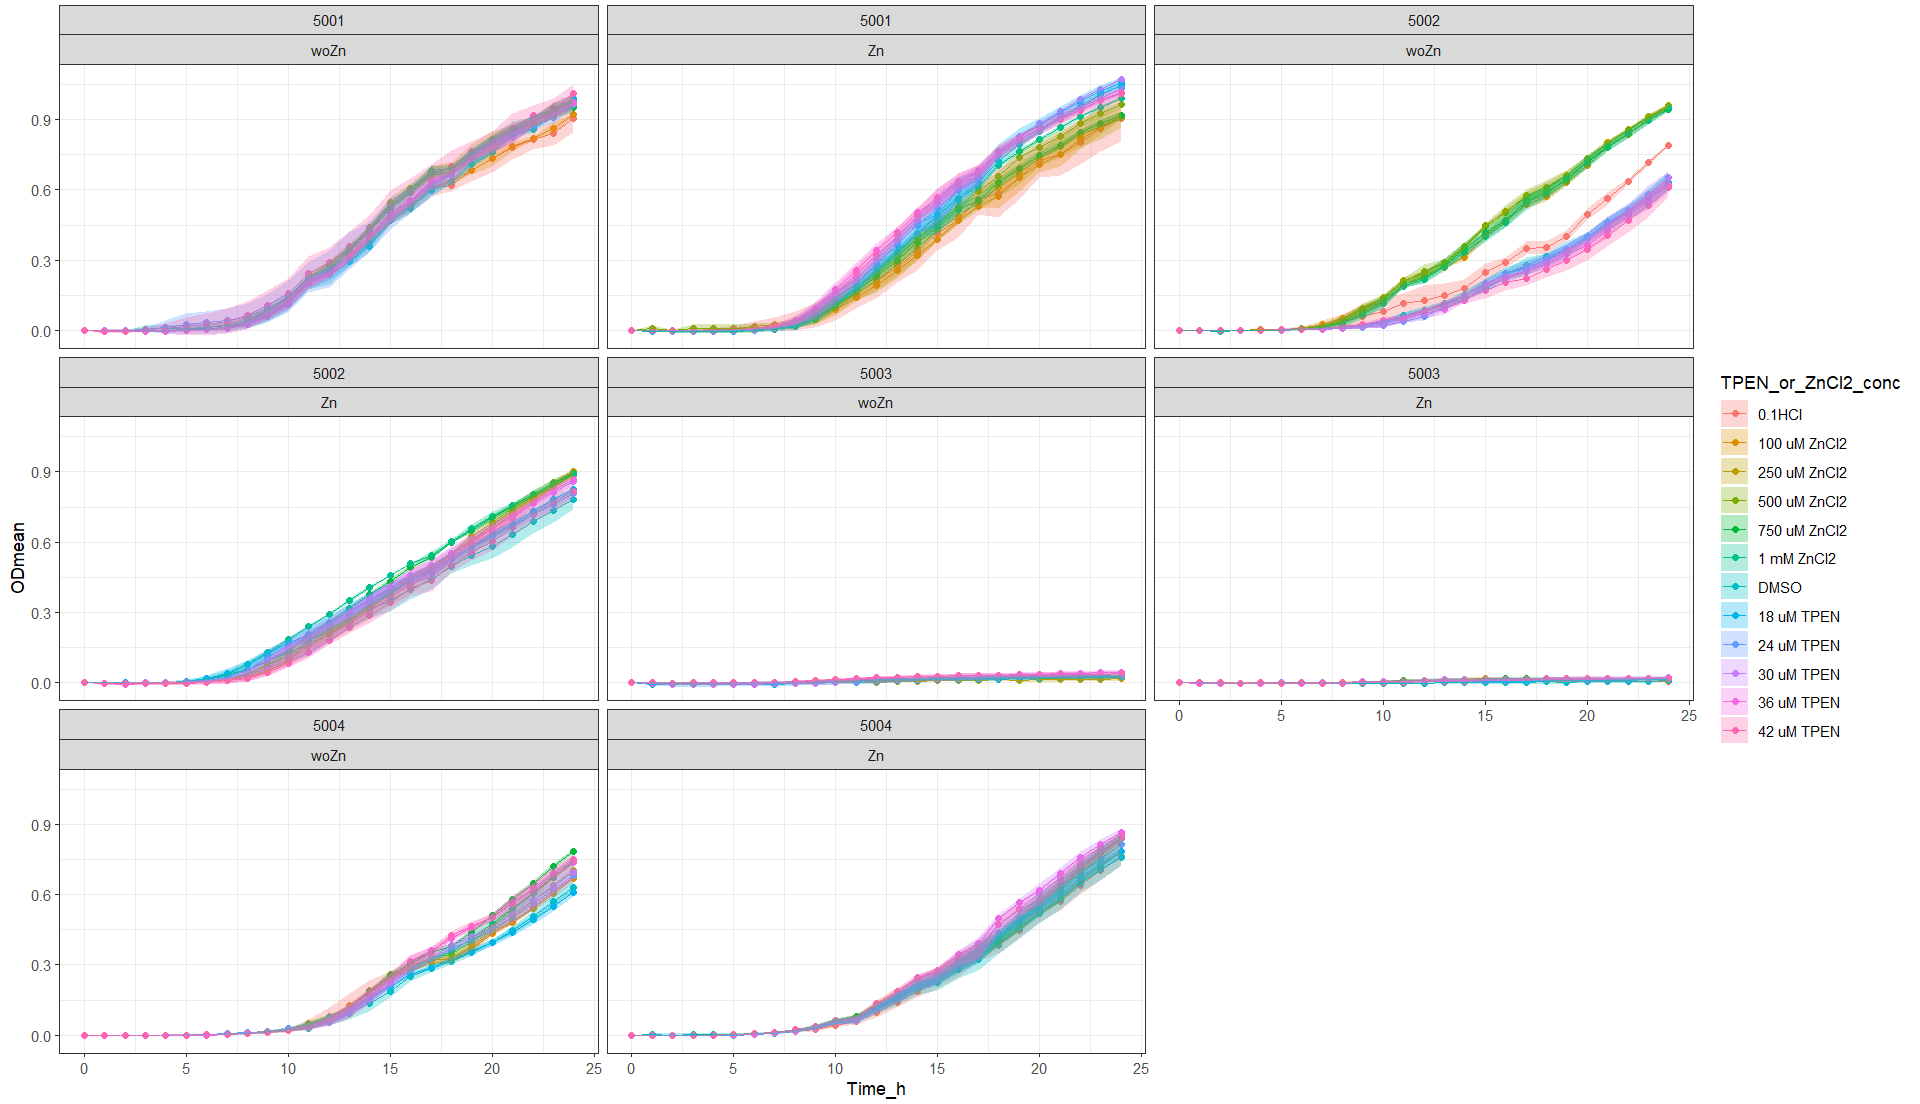 5001
5001
5002
woZn
Zn
woZn
0.9
0.6
0.3
0.0
5002
5003
5003
Zn
woZn
Zn
0.9
0.6
0.3
0.0
0 5 10 15 20 25
5004
5004
woZn
Zn
0.9
0.6
0.3
0.0
0 5 10 15 20 25
0 5 10 15 20 25
Time_h
ODmean
TPEN_or_ZnCl2_conc
0.1HCl
100 uM ZnCl2
250 uM ZnCl2
500 uM ZnCl2
750 uM ZnCl2
1 mM ZnCl2
DMSO
18 uM TPEN
24 uM TPEN
30 uM TPEN
36 uM TPEN
42 uM TPEN